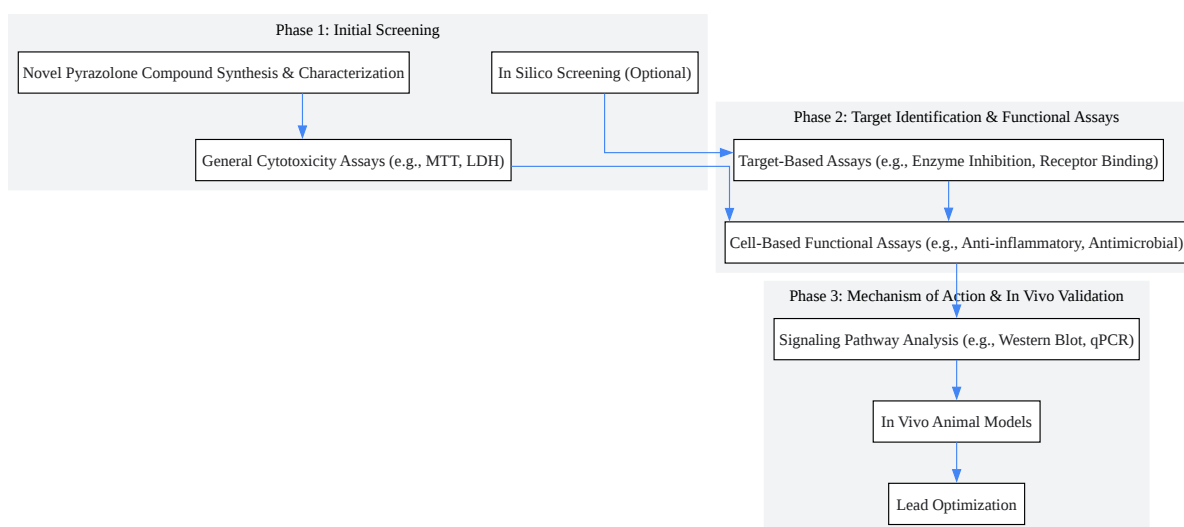 Phase 1: Initial Screening
Novel Pyrazolone Compound Synthesis & Characterization
In Silico Screening (Optional)
General Cytotoxicity Assays (e.g., MTT, LDH)
Phase 2: Target Identification & Functional Assays
Target-Based Assays (e.g., Enzyme Inhibition, Receptor Binding)
Cell-Based Functional Assays (e.g., Anti-inflammatory, Antimicrobial)
Phase 3: Mechanism of Action & In Vivo Validation
Signaling Pathway Analysis (e.g., Western Blot, qPCR)
In Vivo Animal Models
Lead Optimization